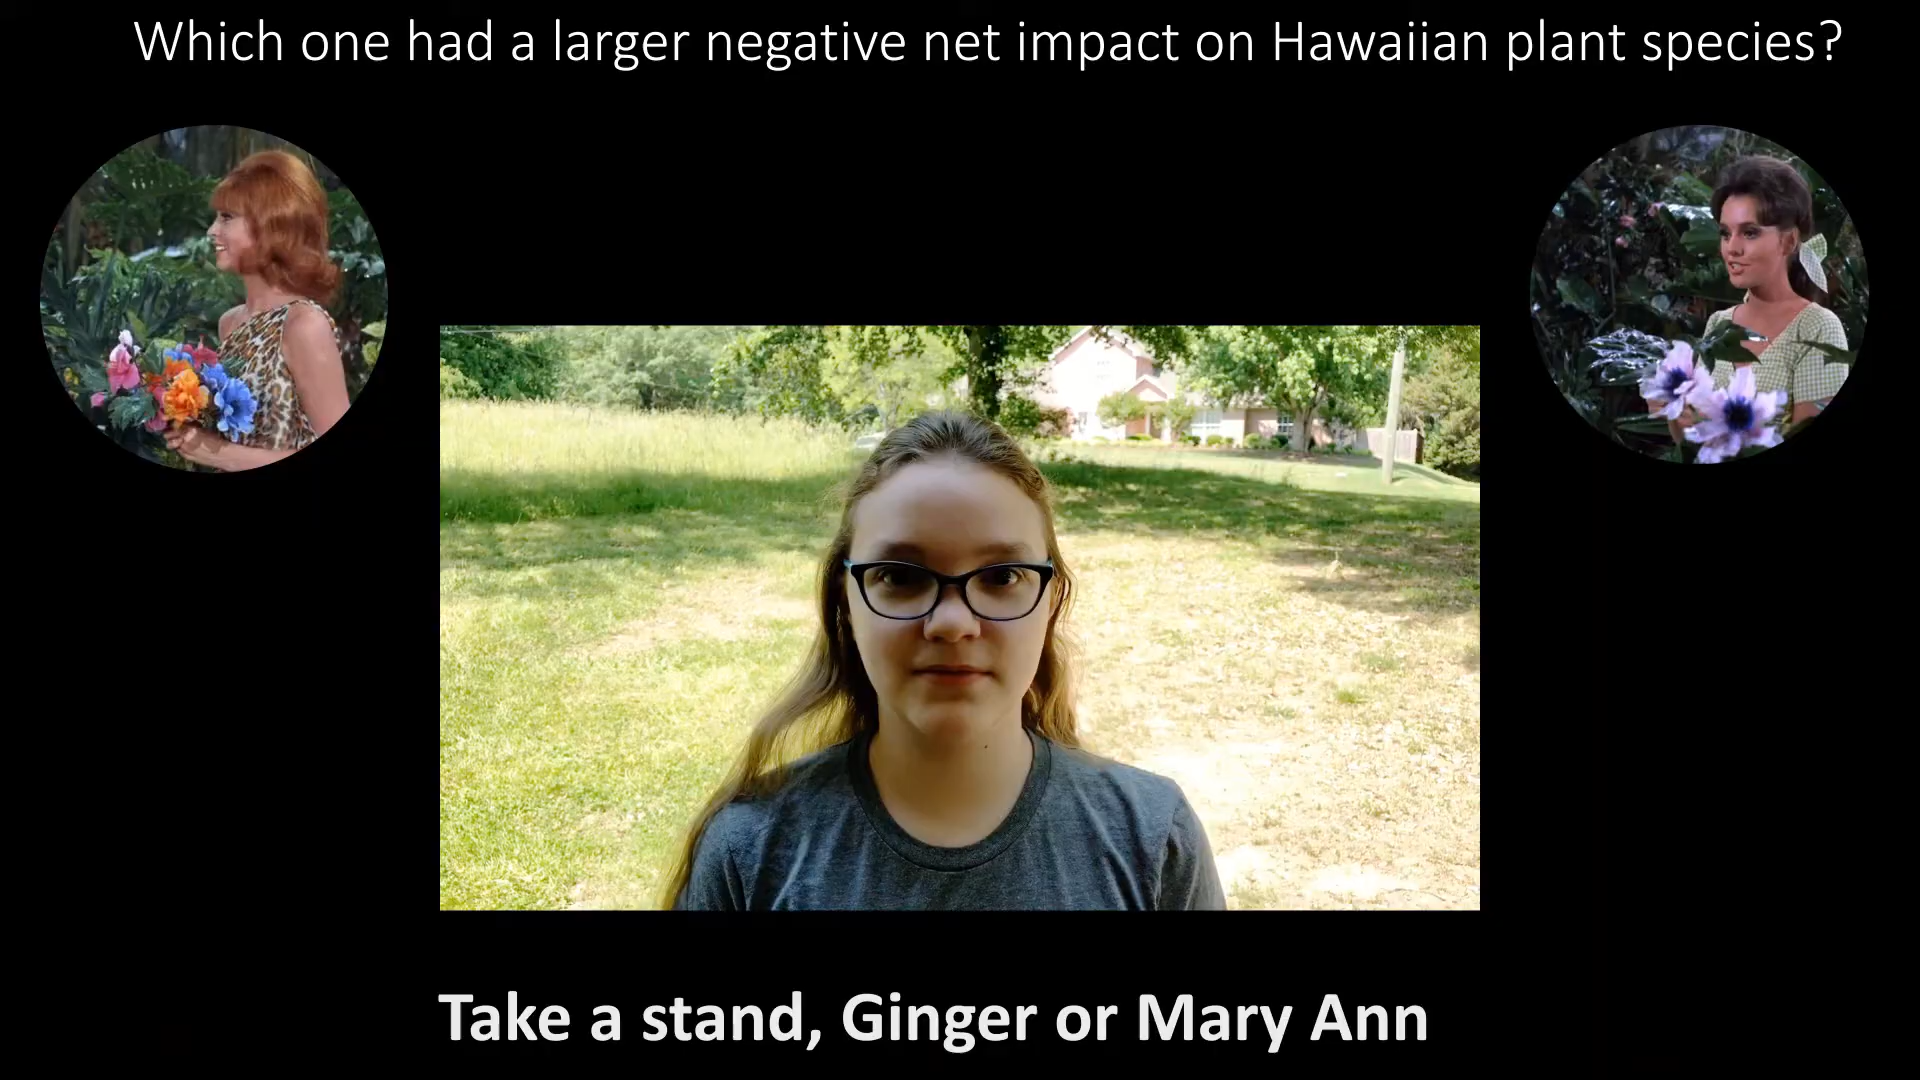 Which one had a larger negative net impact on Hawaiian plant species?
Take a stand, Ginger or Mary Ann